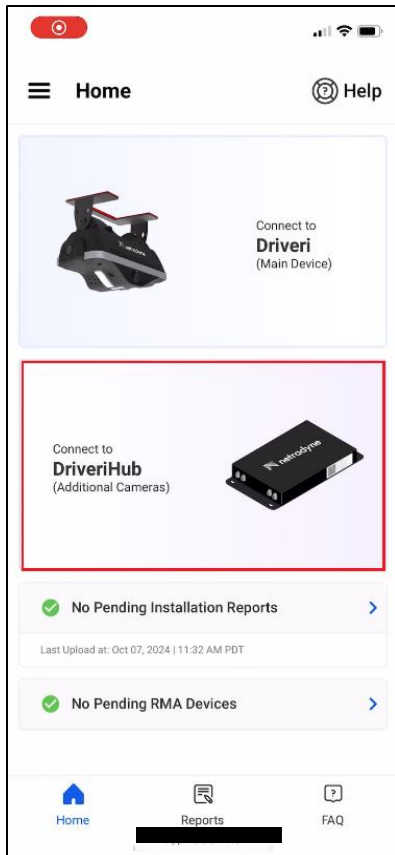 Home
Help
Connect to
Driveri
(Main Device)
netradyne
Connect to
DriveriHub
(Additional Cameras)
netradyne
No Pending Installation Reports
Last Upload at: Oct 07, 2024 | 11:32 AM PDT
No Pending RMA Devices
Home
Reports
FAQ